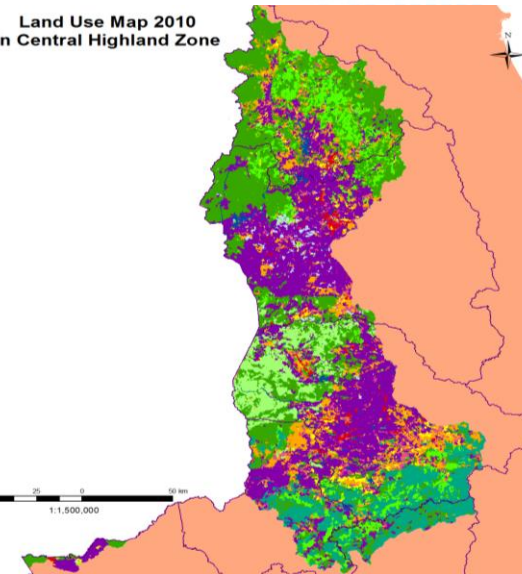 Land Use Map 2010
n Central Highland Zone
N
25 0 50 km
1:1,500,000